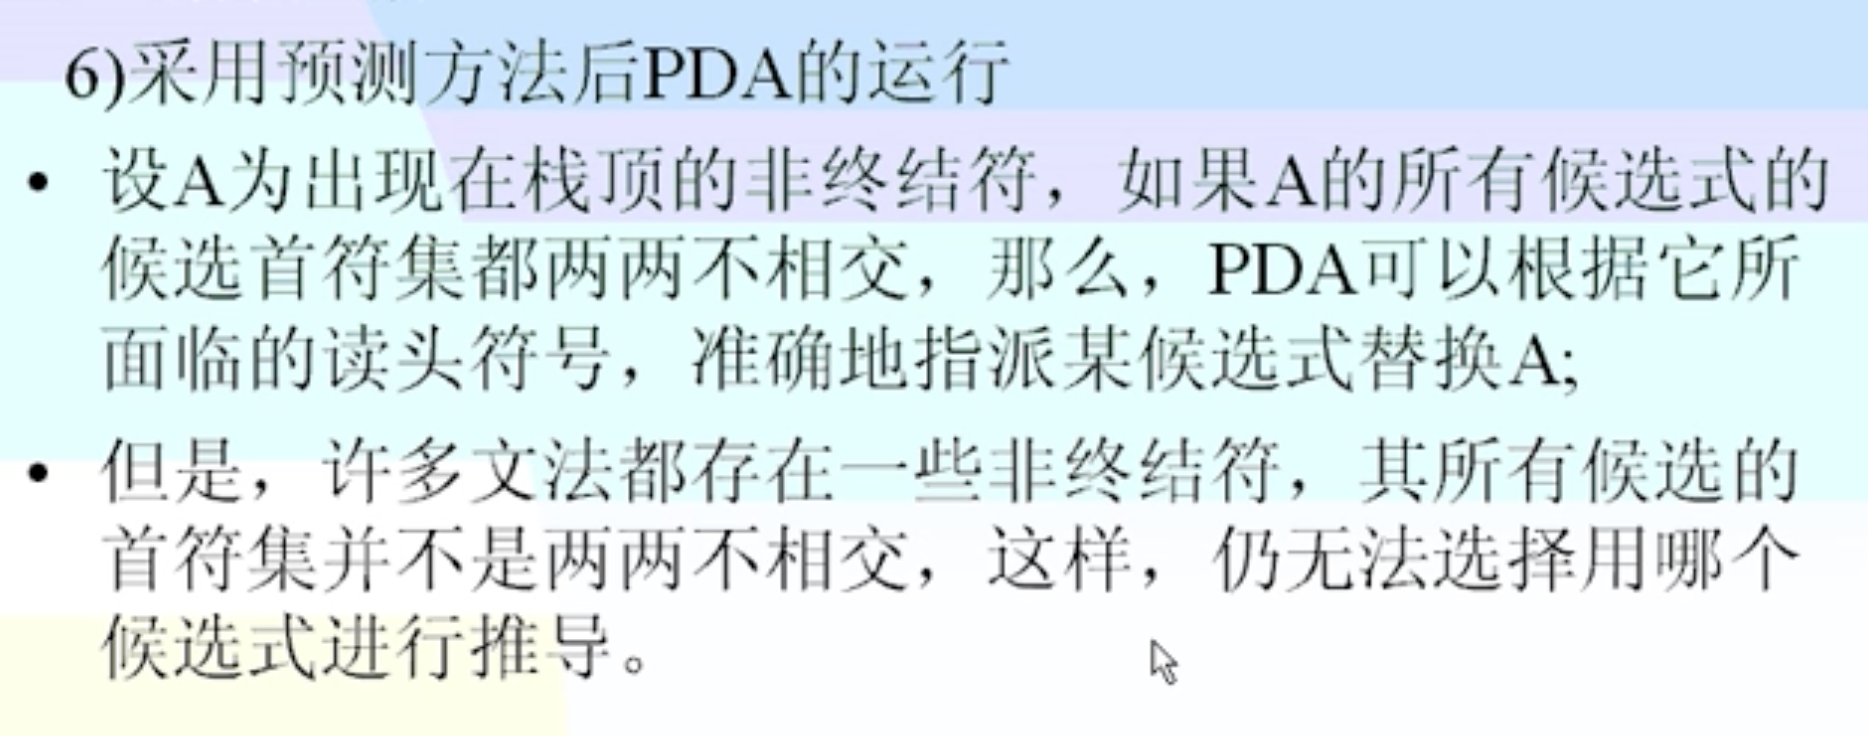 6)采用预测方法后PDA的运行
• 设A为出现在栈顶的非终结符，如果A的所有候选式的
候选首符集都两两不相交，那么，PDA可以根据它所
面临的读头符号，准确地指派某候选式替换A;
• 但是，许多文法都存在一些非终结符，其所有候选的
首符集并不是两两不相交，这样，仍无法选择用哪个
候选式进行推导。